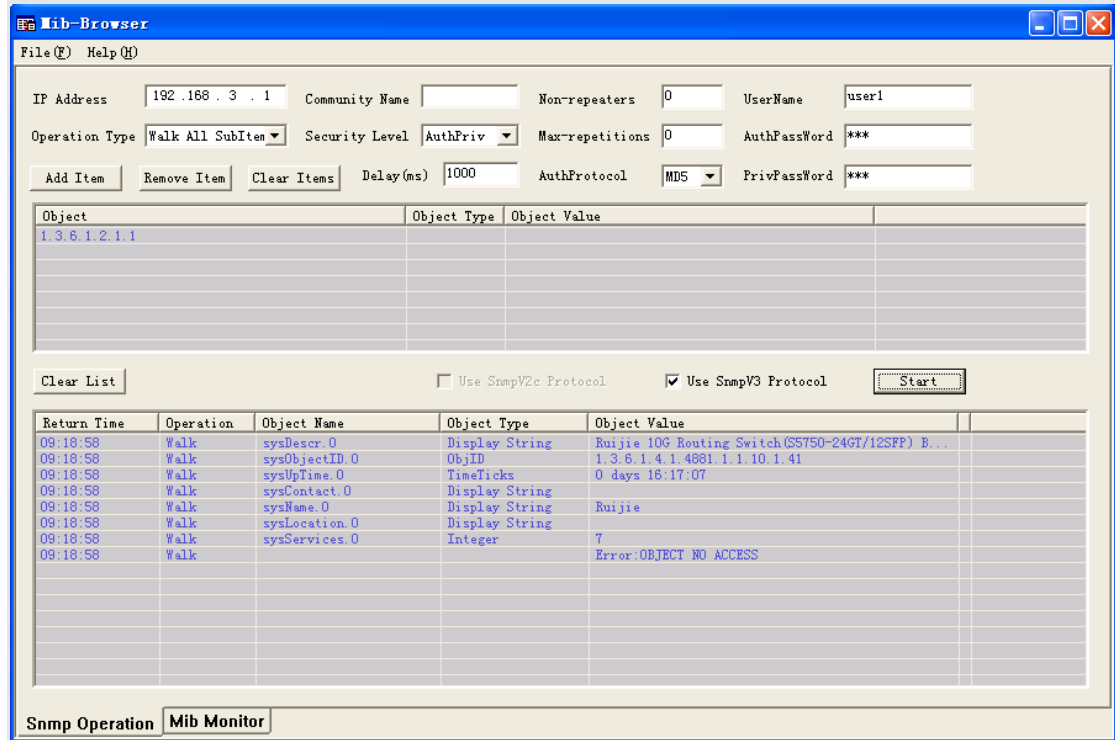 Mib-Browser
File(F) Help(H)
IP Address 192 .168 . 3 . 1 Community Name Non-repeaters 0 UserName user1
Operation Type Walk All SubItem Security Level AuthPriv Max-repetitions 0 AuthPassWord ***
Add Item Remove Item Clear Items Delay(ms) 1000 AuthProtocol MD5 PrivPassWord ***
Object Object Type Object Value
1.3.6.1.2.1.1
Clear List Use SnmpV2c Protocol Use SnmpV3 Protocol Start
Return Time Operation Object Name Object Type Object Value
09:18:58 Walk sysDescr.0 Display String Ruijie 10G Routing Switch(S5750-24GT/12SFP) B...
09:18:58 Walk sysObjectID.0 ObjID 1.3.6.1.4.1.4881.1.1.10.1.41
09:18:58 Walk sysUpTime.0 TimeTicks 0 days 16:17:07
09:18:58 Walk sysContact.0 Display String
09:18:58 Walk sysName.0 Display String Ruijie
09:18:58 Walk sysLocation.0 Display String
09:18:58 Walk sysServices.0 Integer 7
09:18:58 Walk Error:OBJECT NO ACCESS
Snmp Operation Mib Monitor